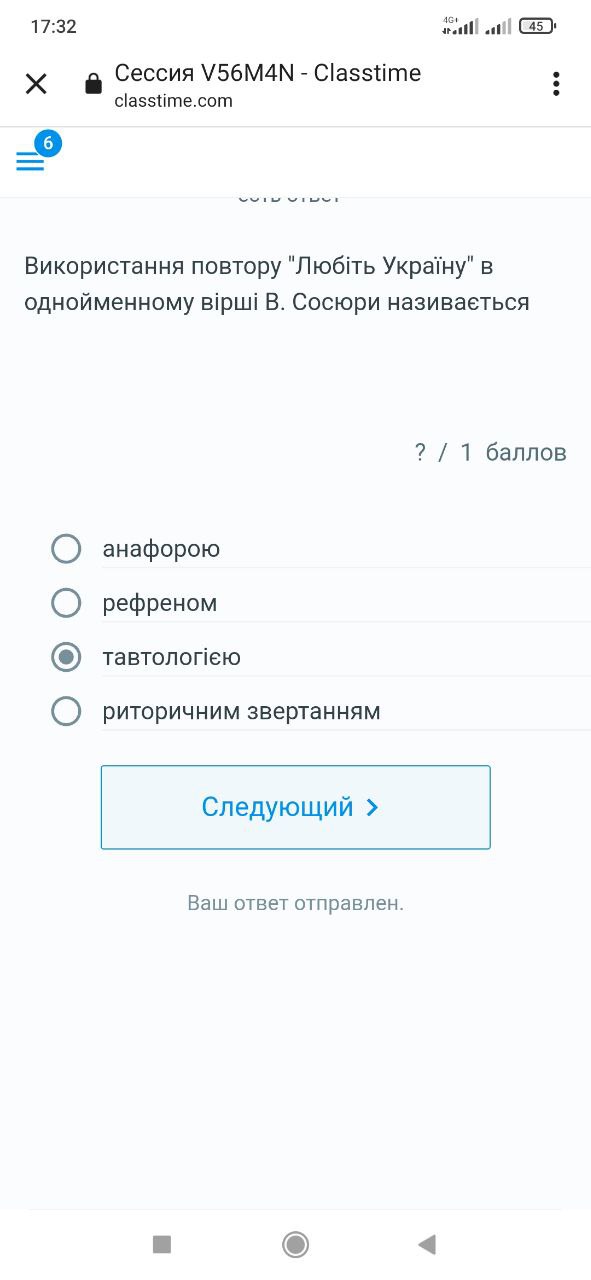 17:32
4G+
45
Сессия V56M4N - Classtime
classtime.com
6
Використання повтору "Любіть Україну" в
однойменному вірші В. Сосюри називається
? / 1 баллов
анафорою
рефреном
тавтологією
риторичним звертанням
Следующий
Ваш ответ отправлен.